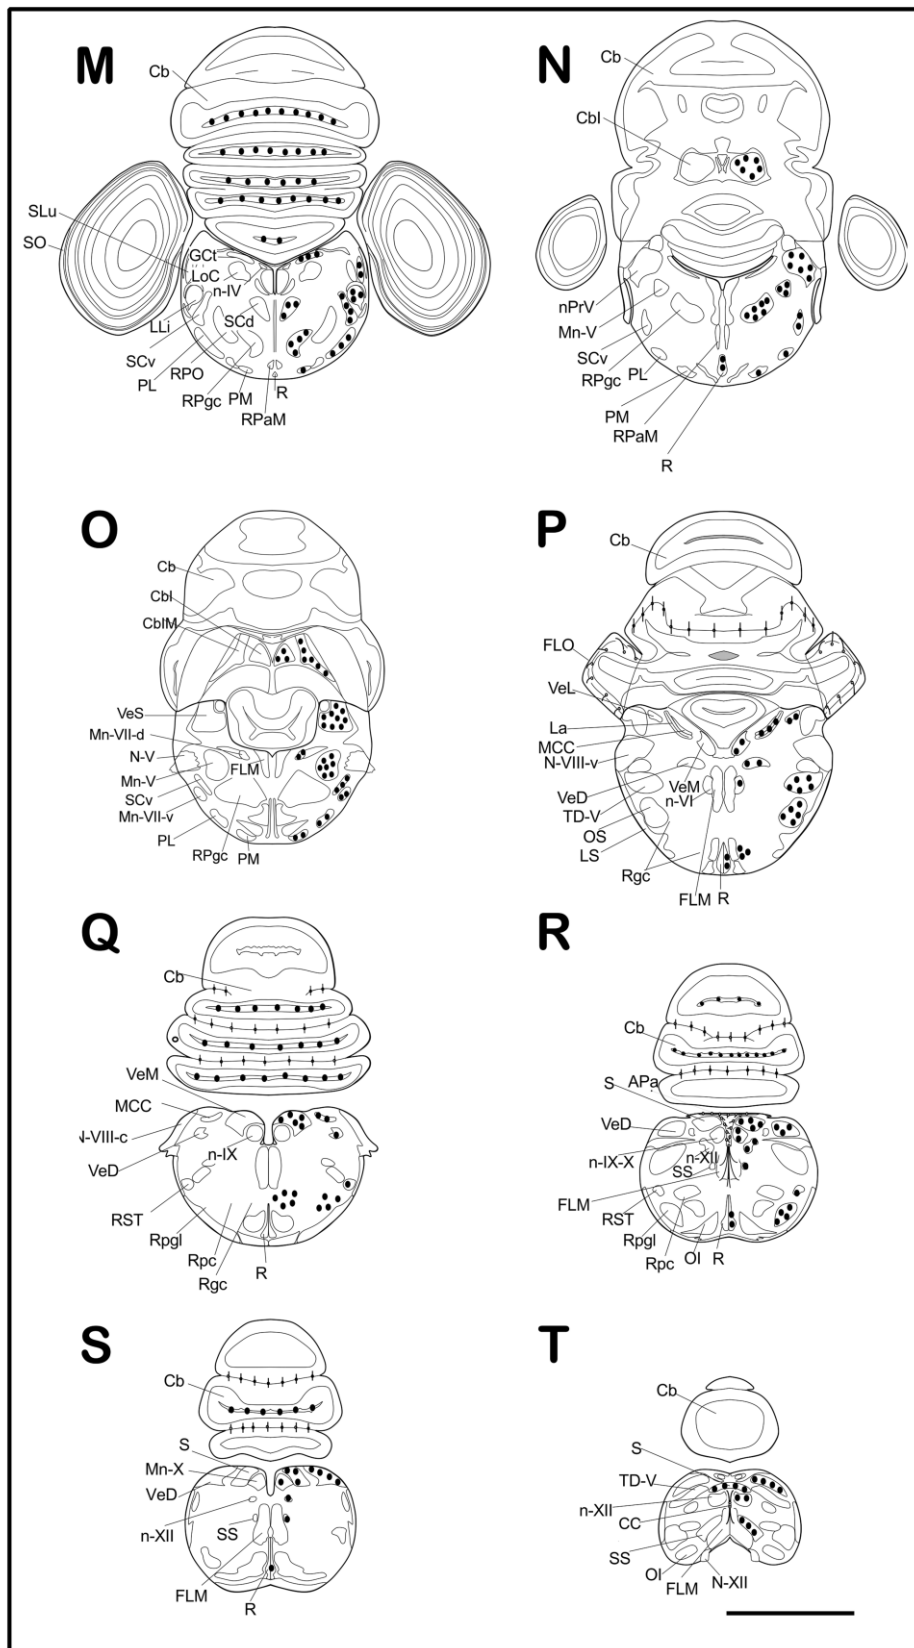 M
Cb
SLu
SO
GCt
LoC
n-IV
LLi
SCd
SCv
PL
RPO
RPgc
PM
R
RPaM
N
Cb
CbI
nPrV
Mn-V
SCv
RPgc
PL
PM
RPaM
R
O
Cb
CbI
CbIM
VeS
Mn-VII-d
N-V
FLM
Mn-V
SCv
Mn-VII-v
PL
RPgc
PM
P
Cb
FLO
VeL
La
MCC
N-VIII-v
VeM
VeD
n-VI
TD-V
OS
LS
Rgc
FLM
R
Q
Cb
VeM
MCC
N-VIII-c
n-IX
VeD
RST
Rpgl
Rpc
Rgc
R
R
Cb
S
APa
VeD
n-IX-X
n-XII
SS
FLM
RST
Rpgl
Rpc
OI
R
S
Cb
S
Mn-X
VeD
n-XII
SS
FLM
R
T
Cb
S
TD-V
n-XII
CC
SS
OI
FLM
N-XII